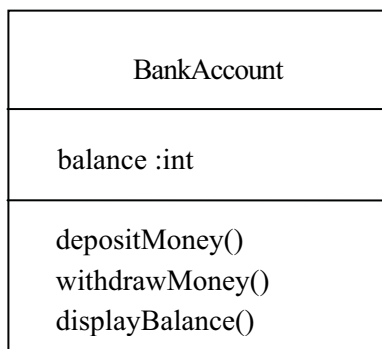 BankAccount
balance :int
depositMoney()
withdrawMoney()
displayBalance()